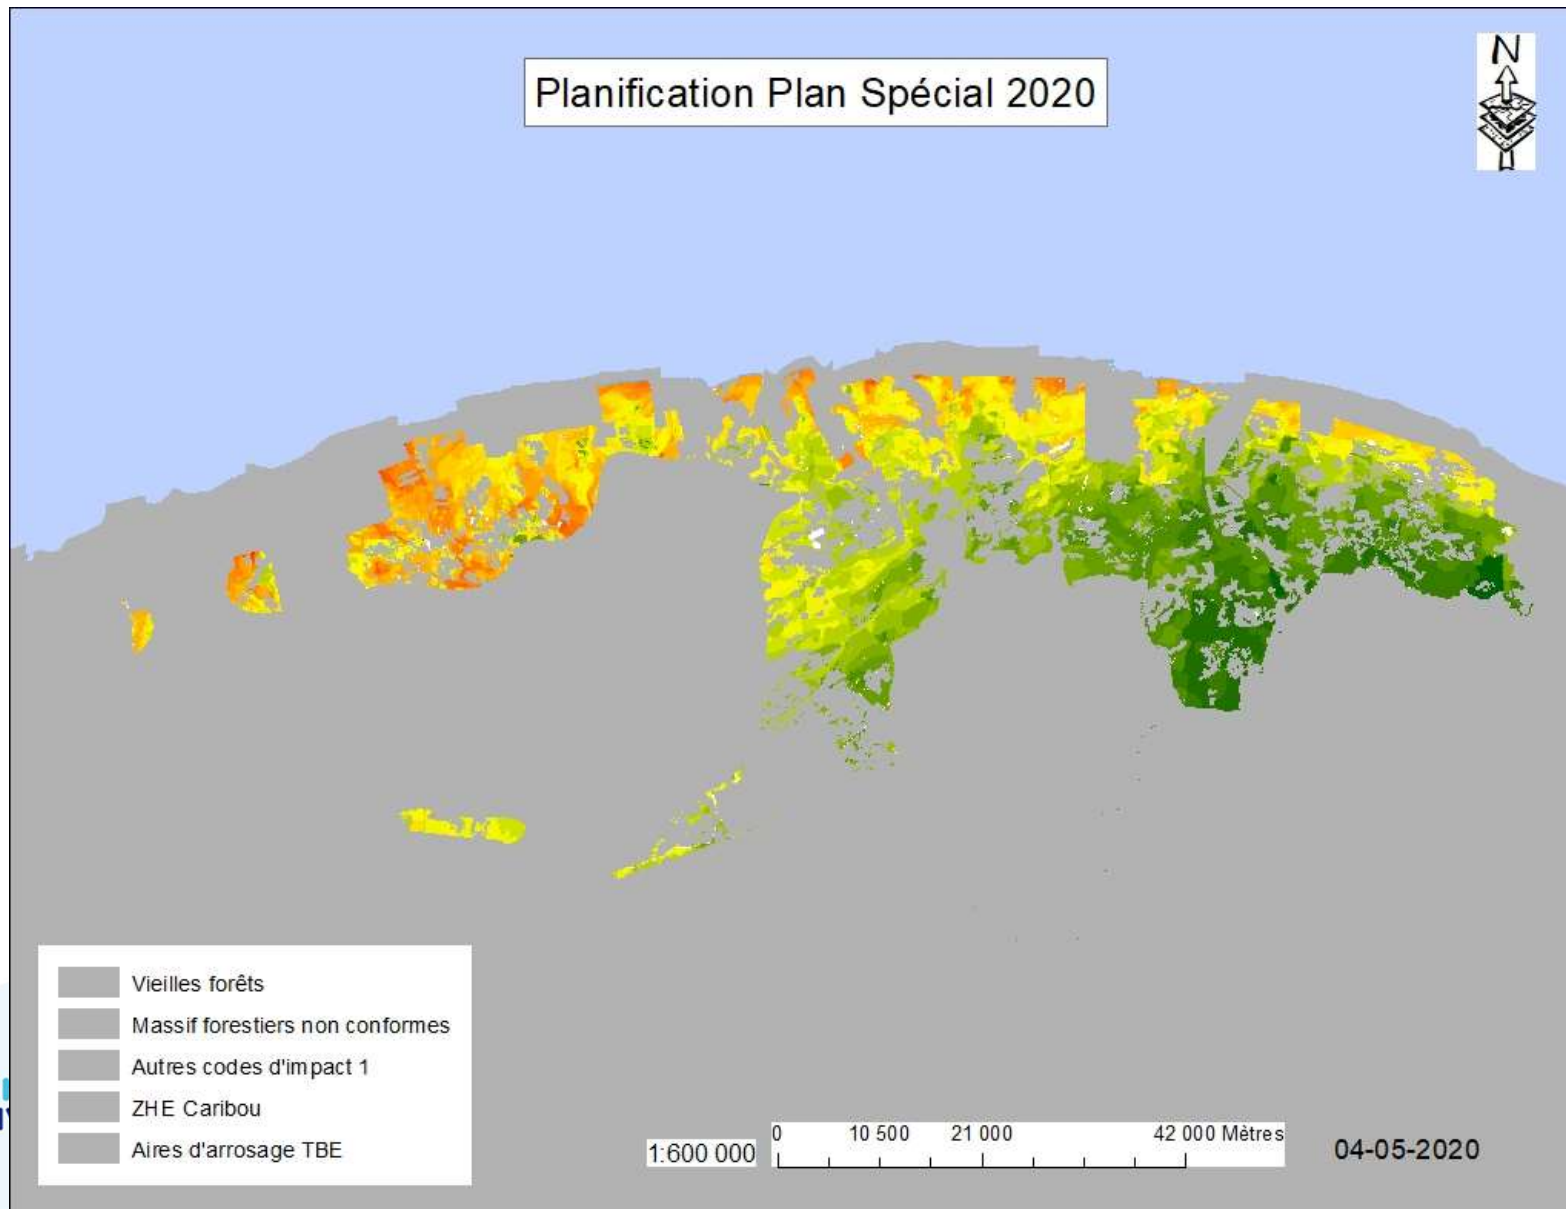 Planification Plan Spécial 2020
N
Vieilles forêts
Massif forestiers non conformes
Autres codes d'impact 1
ZHE Caribou
Aires d'arrosage TBE
1:600 000
0 10 500 21 000 42 000 Mètres
04-05-2020